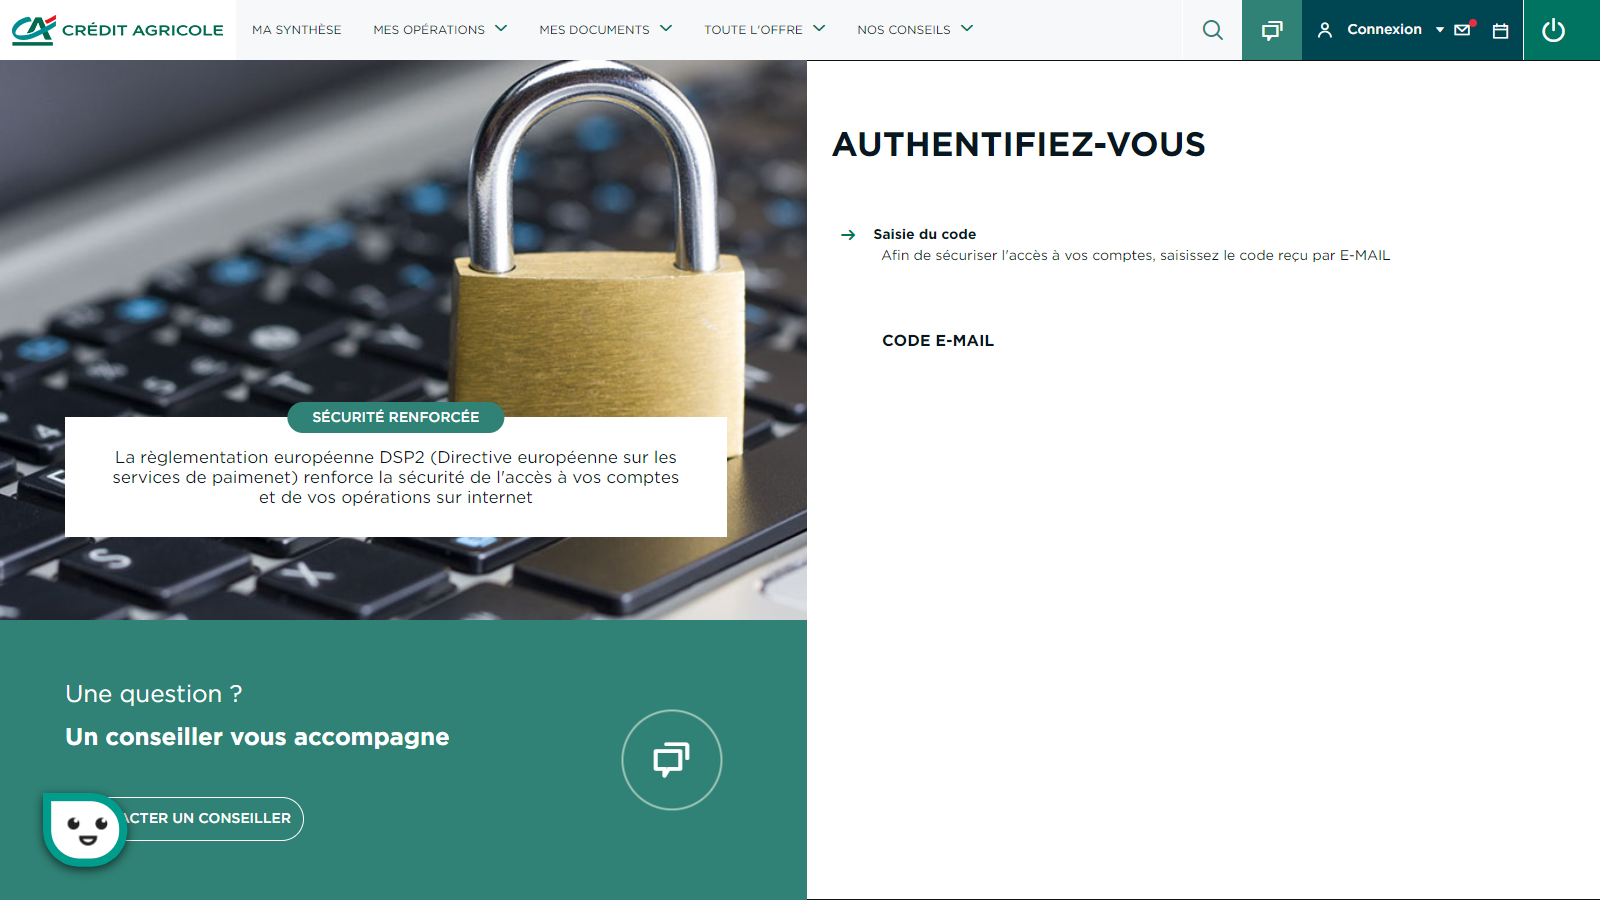 CRÉDIT AGRICOLE
MA SYNTHÈSE
MES OPÉRATIONS
MES DOCUMENTS
TOUTE L'OFFRE
NOS CONSEILS
Connexion
SÉCURITÉ RENFORCÉE
La règlementation européenne DSP2 (Directive européenne sur les
services de paimenet) renforce la sécurité de l'accès à vos comptes
et de vos opérations sur internet
Une question ?
Un conseiller vous accompagne
ACTER UN CONSEILLER
AUTHENTIFIEZ-VOUS
Saisie du code
Afin de sécuriser l'accès à vos comptes, saisissez le code reçu par E-MAIL
CODE E-MAIL